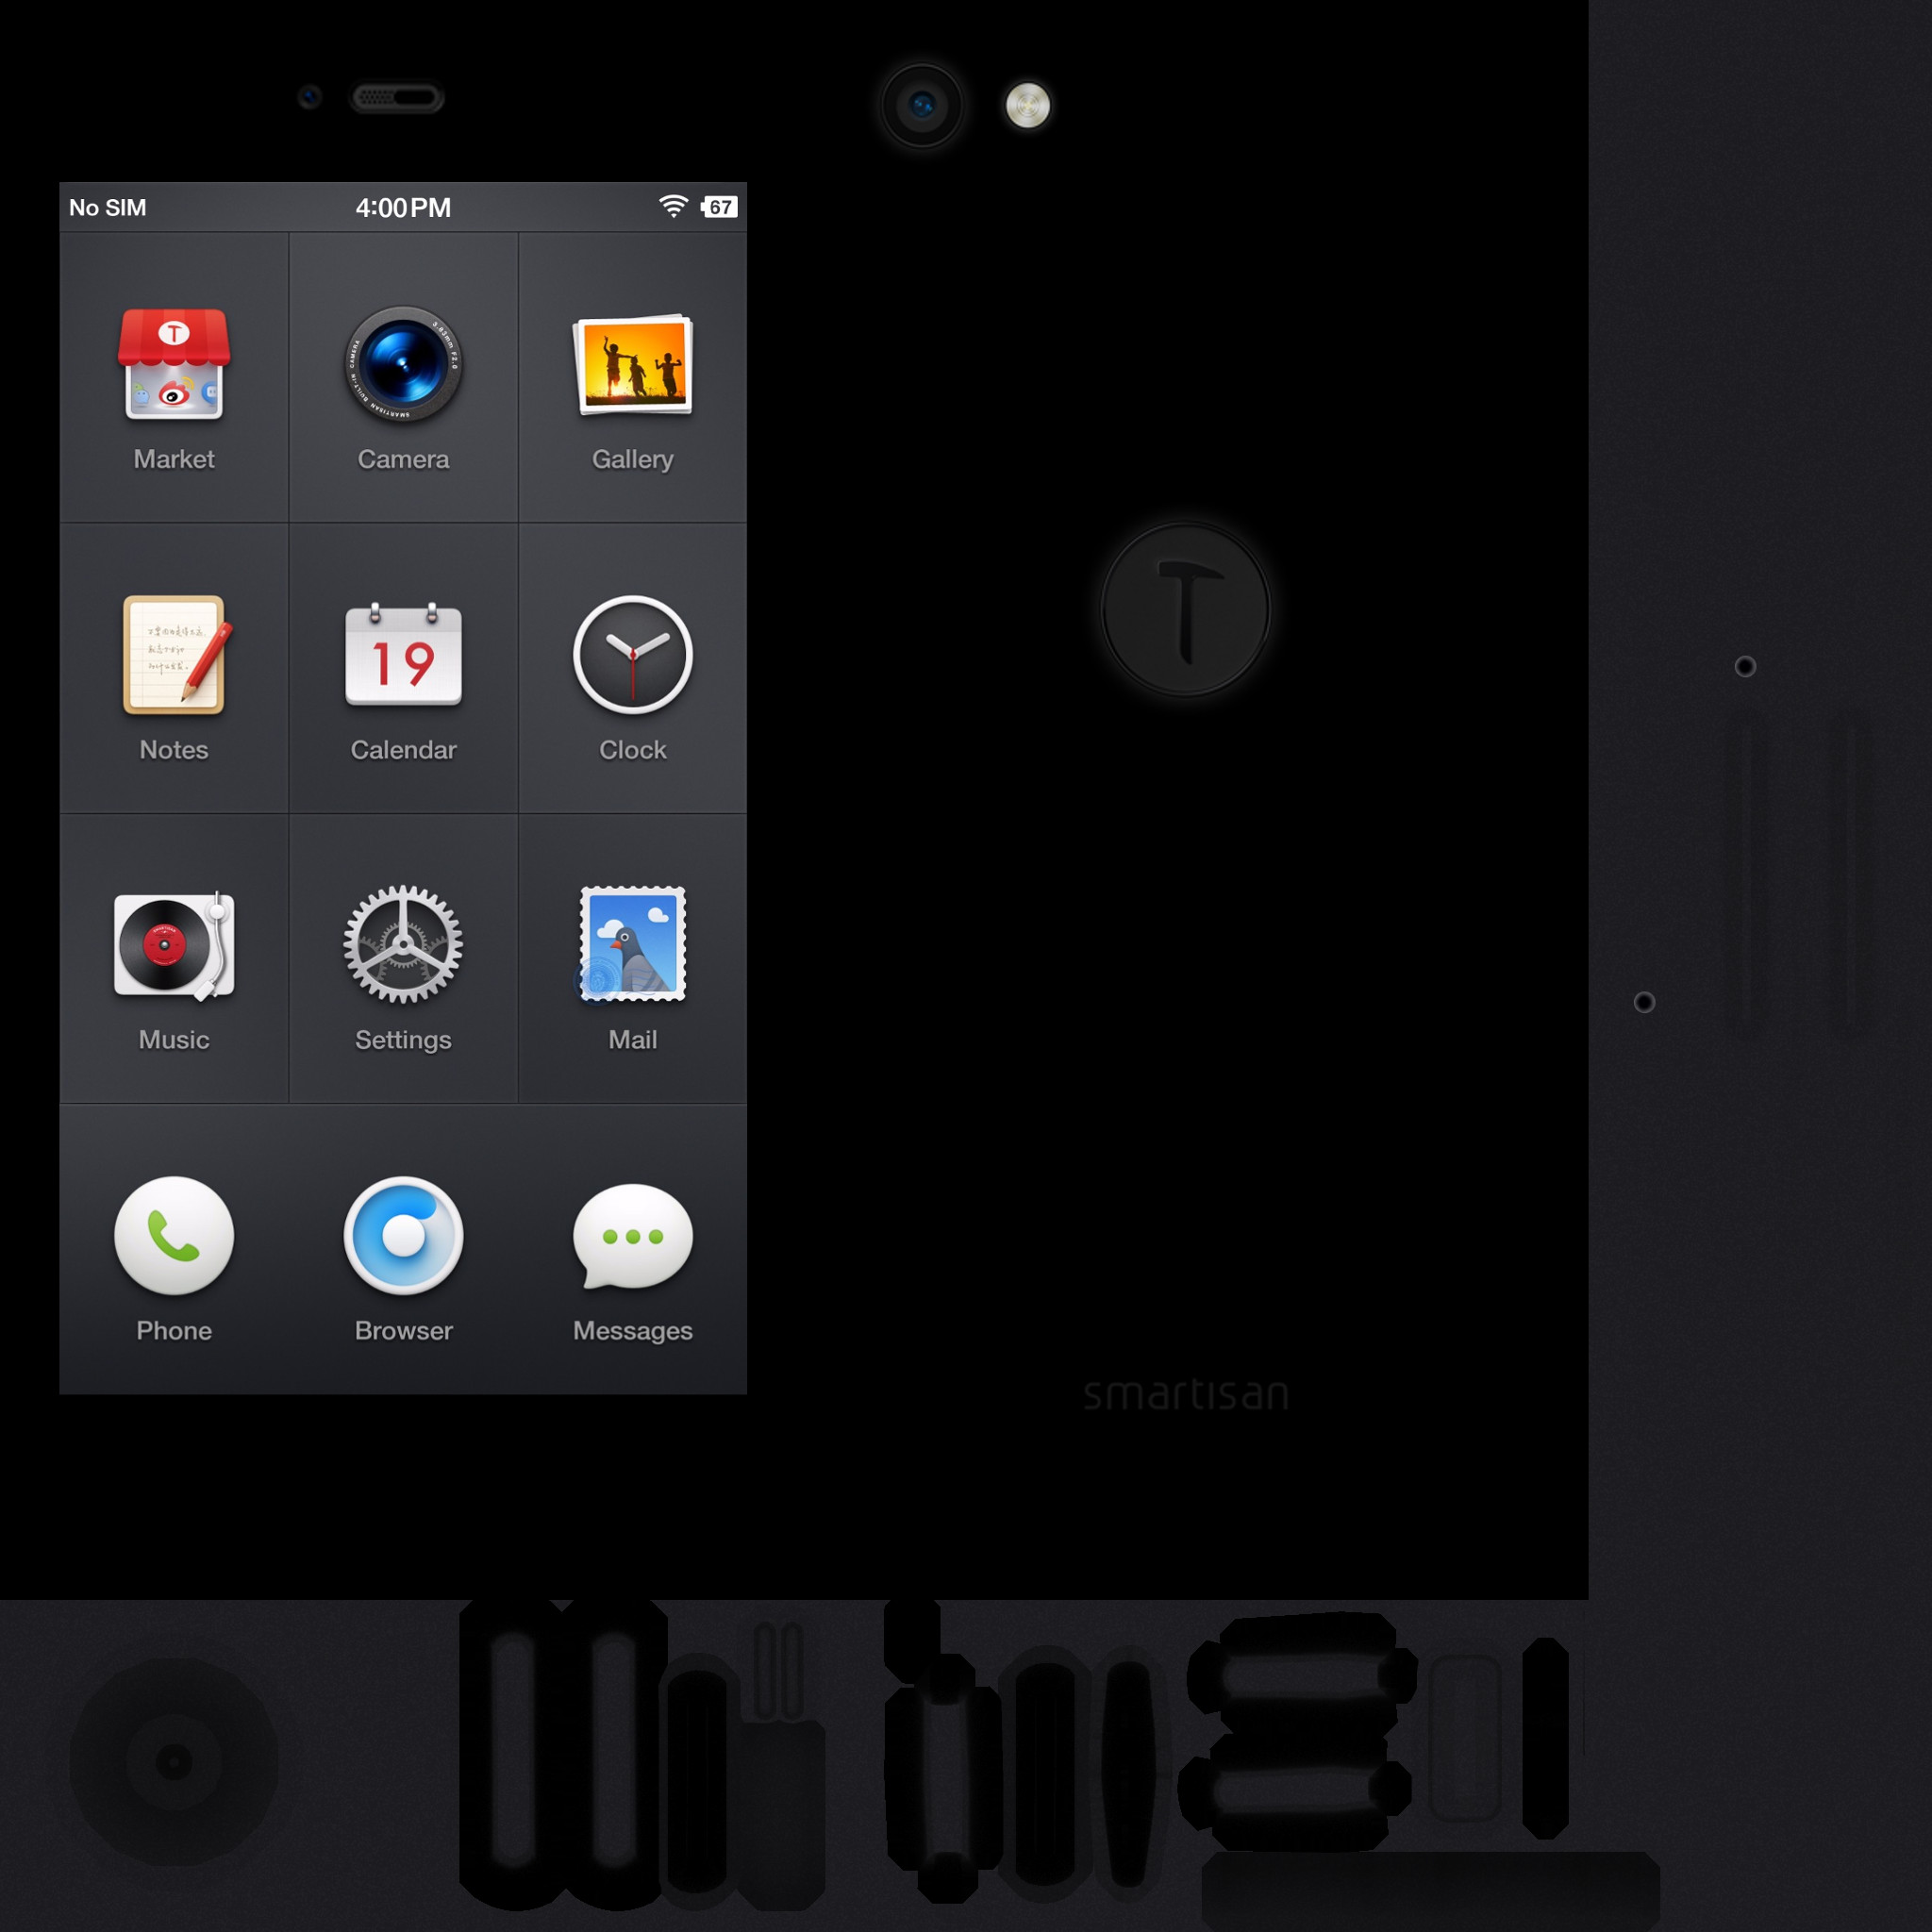 No SIM 4:00 PM 67
Market Camera Gallery
19
Notes Calendar Clock
Music Settings Mail
Phone Browser Messages
smartisan